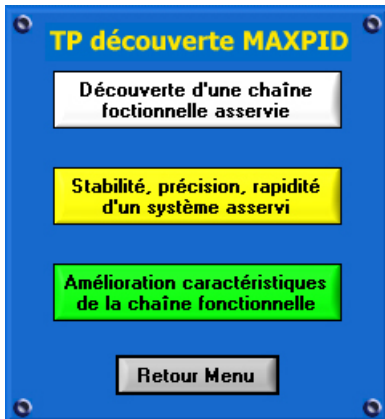 TP découverte MAXPID
Découverte d'une chaîne
foctionnelle asservie
Stabilité, précision, rapidité
d'un système asservi
Amélioration caractéristiques
de la chaîne fonctionnelle
Retour Menu